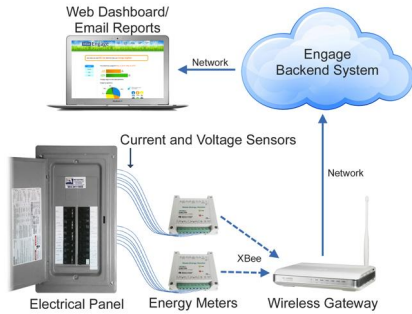 Web Dashboard/
Email Reports
Network
Engage
Backend System
Current and Voltage Sensors
Network
XBee
Electrical Panel
Energy Meters
Wireless Gateway